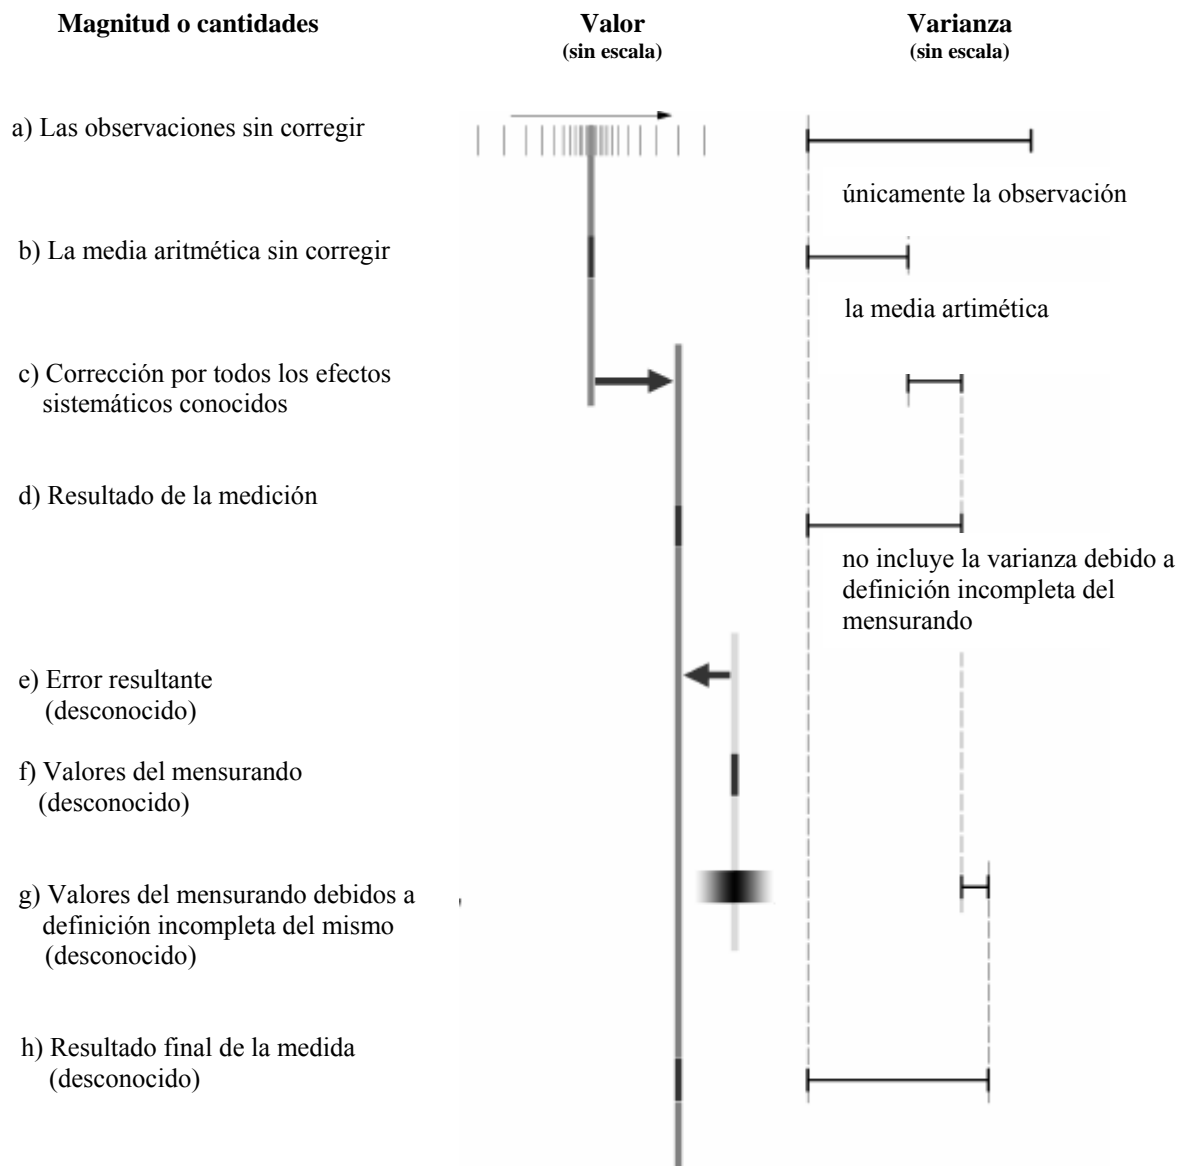 Magnitud o cantidades
Valor
(sin escala)
Varianza
(sin escala)
a) Las observaciones sin corregir
únicamente la observación
b) La media aritmética sin corregir
la media artimética
c) Corrección por todos los efectos
sistemáticos conocidos
d) Resultado de la medición
no incluye la varianza debido a
definición incompleta del
mensurando
e) Error resultante
(desconocido)
f) Valores del mensurando
(desconocido)
g) Valores del mensurando debidos a
definición incompleta del mismo
(desconocido)
h) Resultado final de la medida
(desconocido)